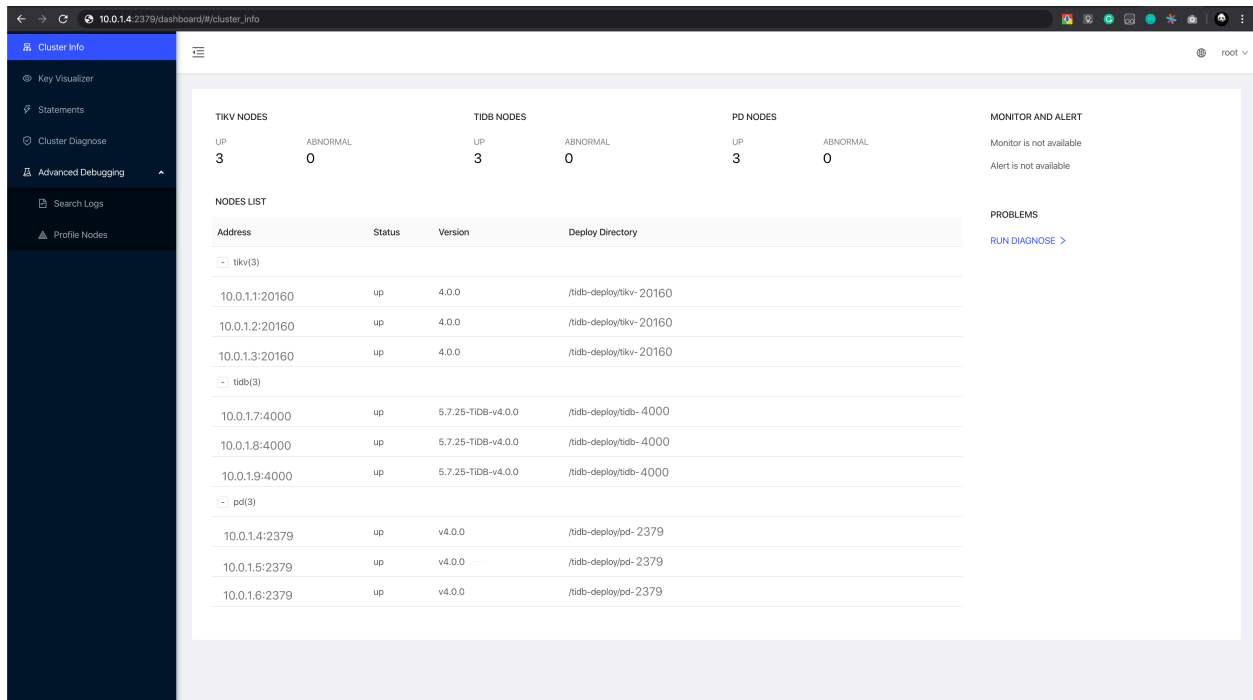 10.0.1.4:2379/dashboard/#/cluster_info
Cluster Info
Key Visualizer
Statements
Cluster Diagnose
Advanced Debugging
Search Logs
Profile Nodes
root
TIKV NODES
UP ABNORMAL
3 0
TIDB NODES
UP ABNORMAL
3 0
PD NODES
UP ABNORMAL
3 0
MONITOR AND ALERT
Monitor is not available
Alert is not available
PROBLEMS
RUN DIAGNOSE >
NODES LIST
Address Status Version Deploy Directory
- tikv(3)
10.0.1.1:20160 up 4.0.0 /tidb-deploy/tikv-20160
10.0.1.2:20160 up 4.0.0 /tidb-deploy/tikv-20160
10.0.1.3:20160 up 4.0.0 /tidb-deploy/tikv-20160
- tidb(3)
10.0.1.7:4000 up 5.7.25-TiDB-v4.0.0 /tidb-deploy/tidb-4000
10.0.1.8:4000 up 5.7.25-TiDB-v4.0.0 /tidb-deploy/tidb-4000
10.0.1.9:4000 up 5.7.25-TiDB-v4.0.0 /tidb-deploy/tidb-4000
- pd(3)
10.0.1.4:2379 up v4.0.0 /tidb-deploy/pd-2379
10.0.1.5:2379 up v4.0.0 /tidb-deploy/pd-2379
10.0.1.6:2379 up v4.0.0 /tidb-deploy/pd-2379